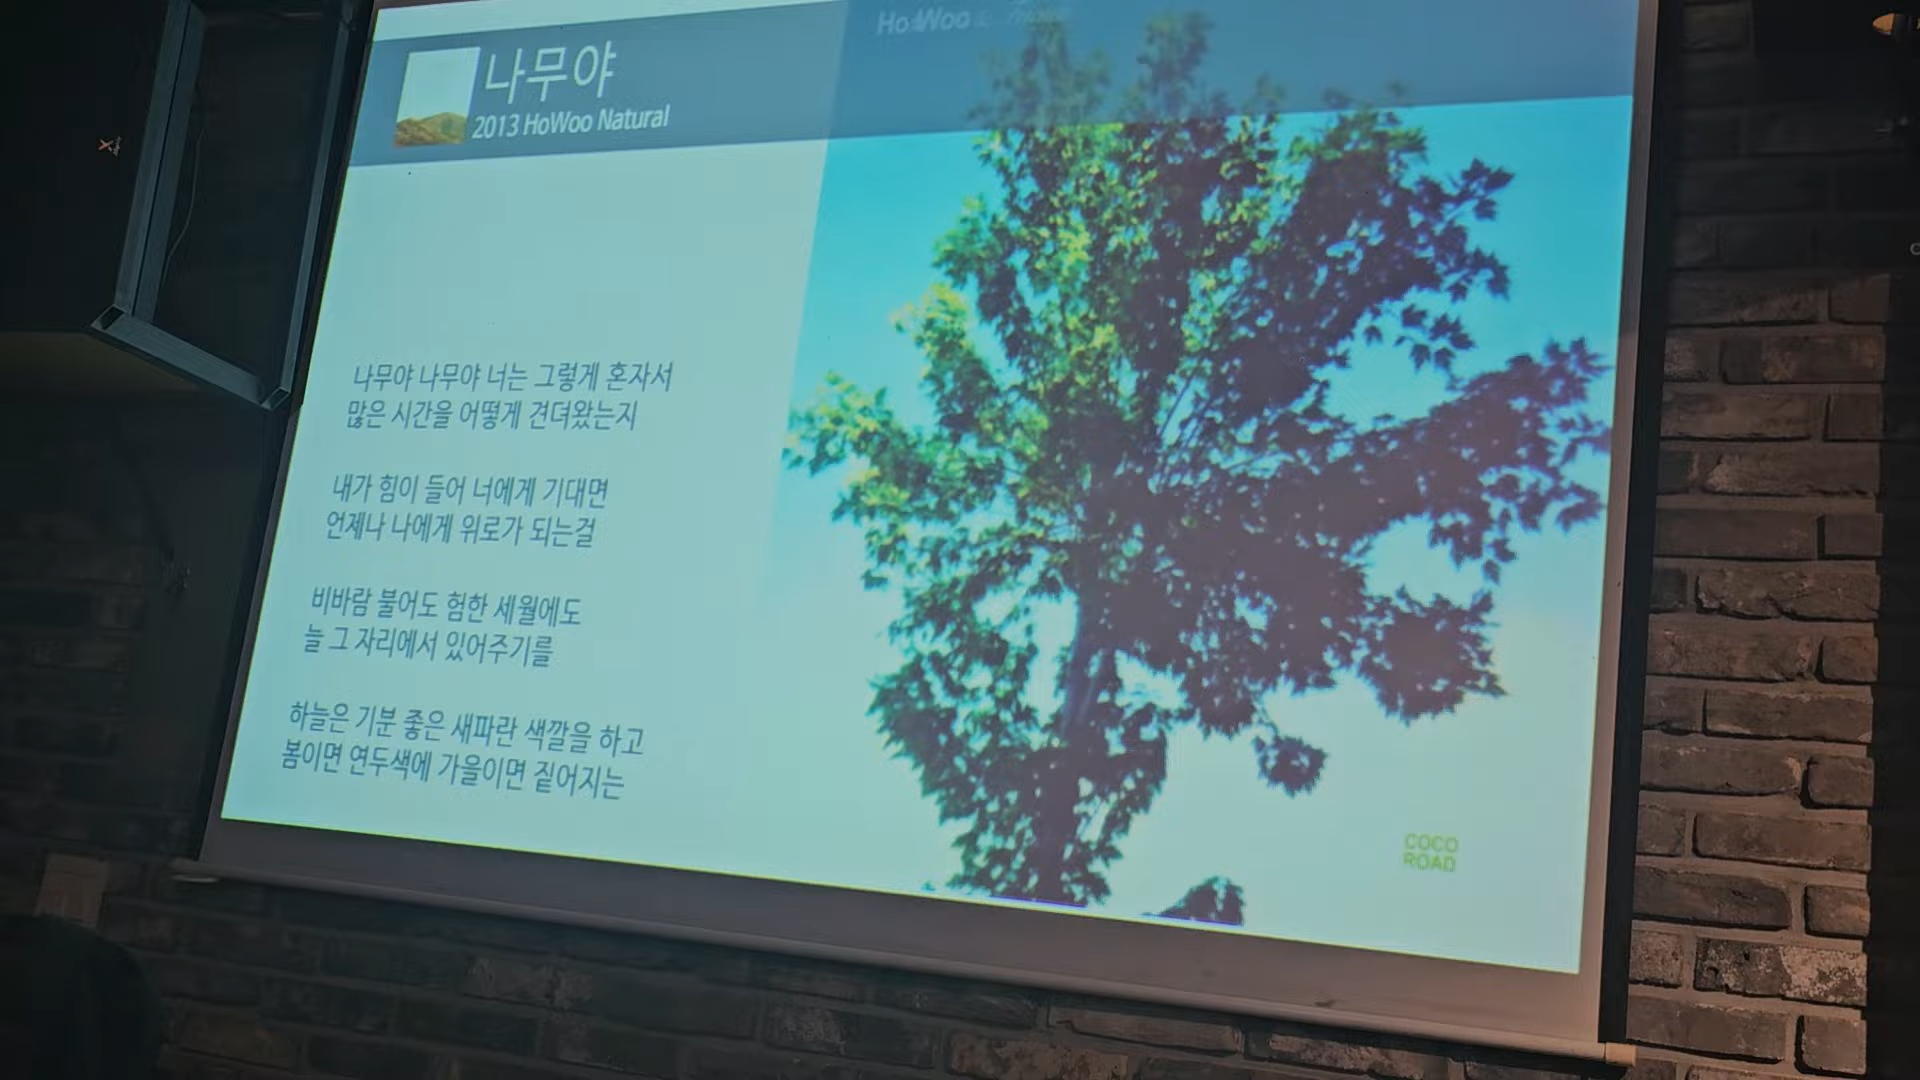 HoWoo
나무야
2013 HoWoo Natural
나무야 나무야 너는 그렇게 혼자서
많은 시간을 어떻게 견뎌왔는지
내가 힘이 들어 너에게 기대면
언제나 나에게 위로가 되는걸
비바람 불어도 험한 세월에도
늘 그 자리에서 있어주기를
하늘은 기분 좋은 새파란 색깔을 하고
봄이면 연두색에 가을이면 짙어지는
COCO
ROAD